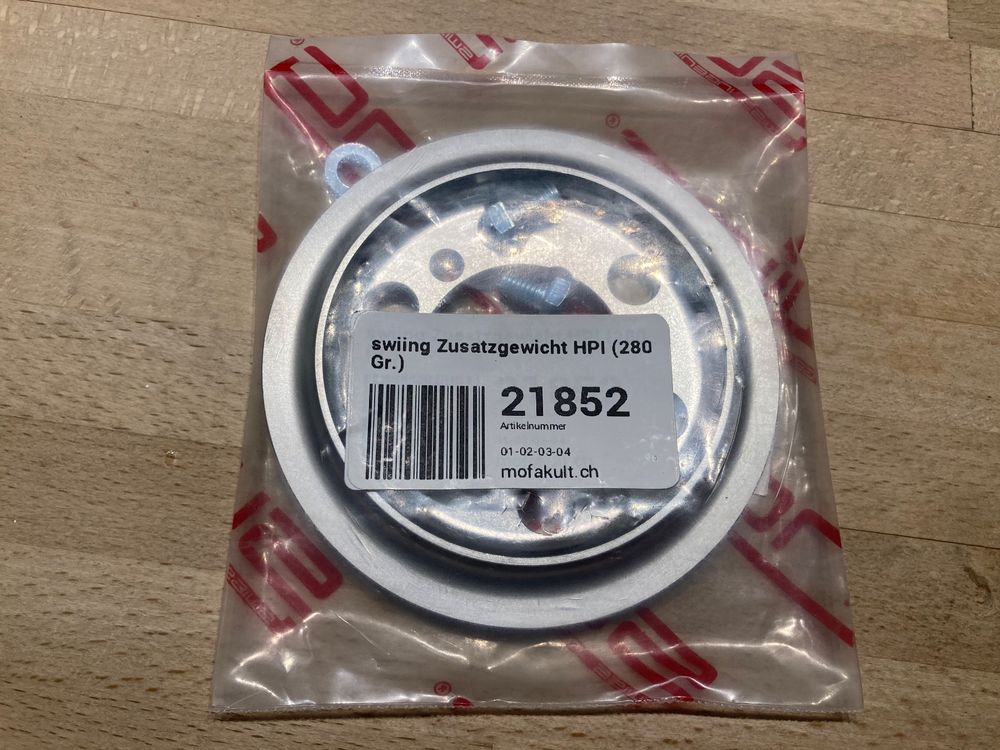 swiing Zusatzgewicht HPI (280
Gr.)
21852
Artikelnummer
01-02-03-04
mofakult.ch